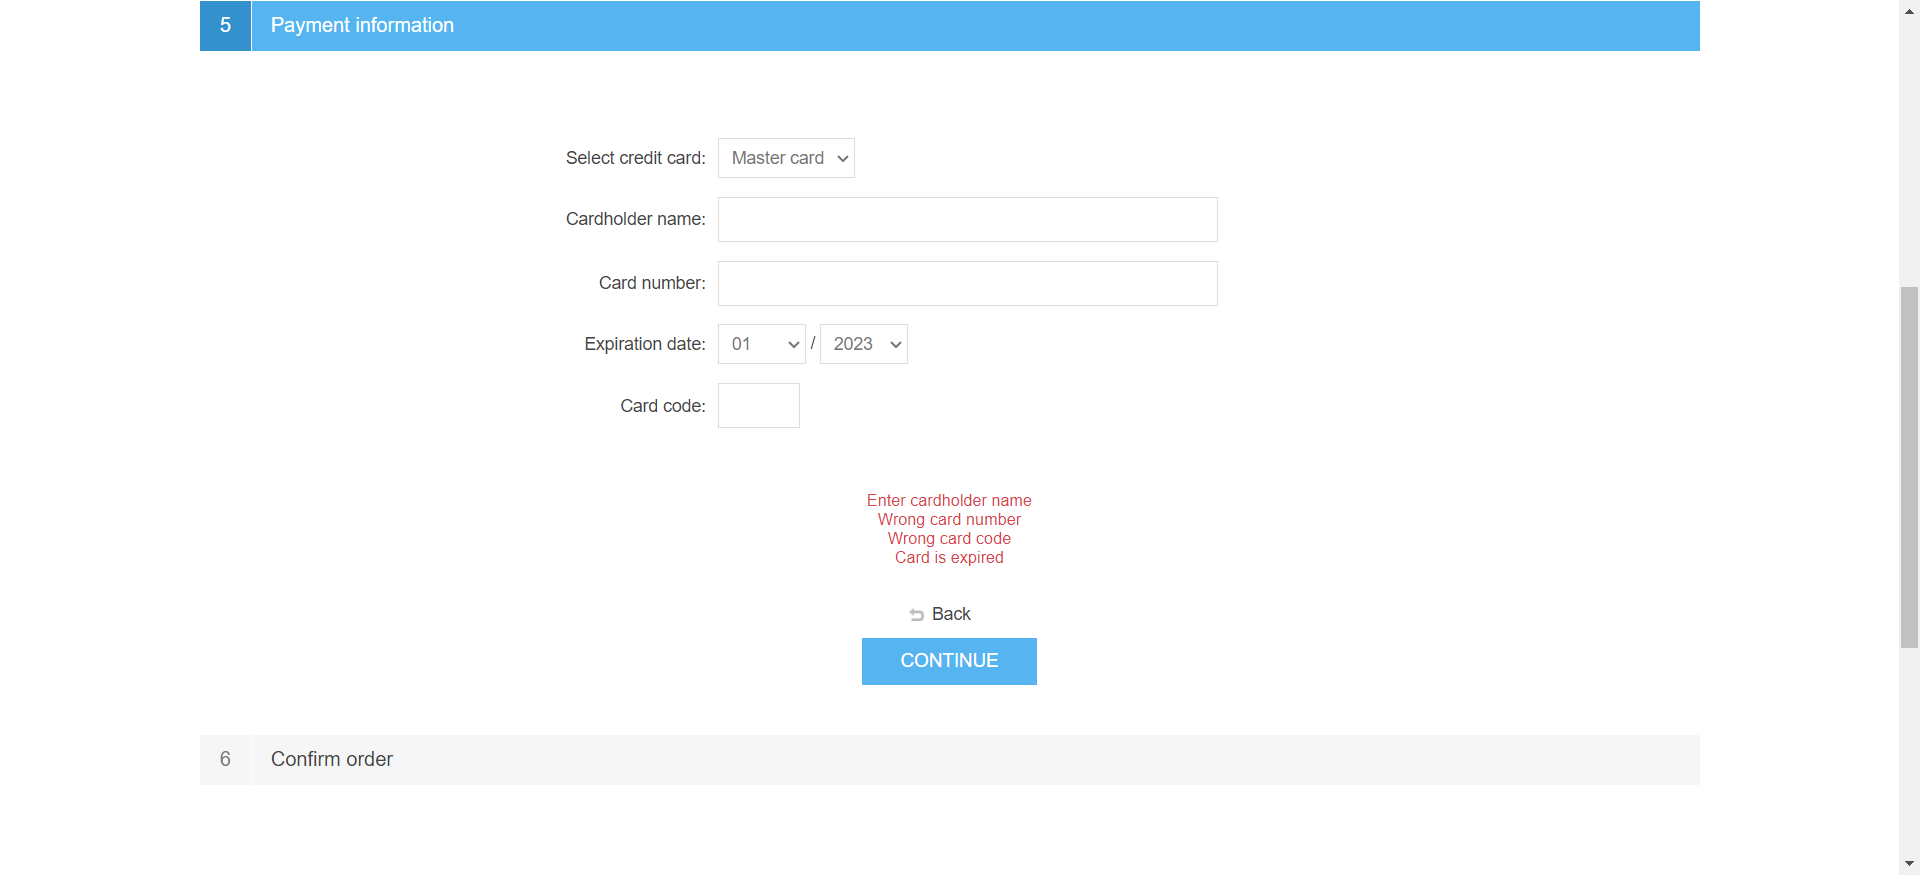 5 Payment information
Select credit card: Master card
Cardholder name:
Card number:
Expiration date: 01 / 2023
Card code:
Enter cardholder name
Wrong card number
Wrong card code
Card is expired
Back
CONTINUE
6 Confirm order